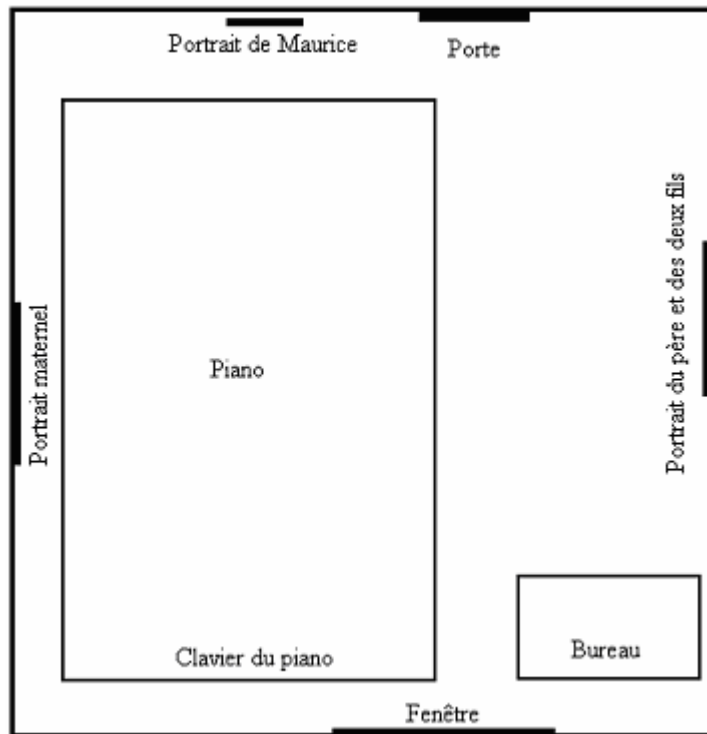 Portrait de Maurice
Porte
Portrait du père et des deux fils
Portrait maternel
Piano
Clavier du piano
Bureau
Fenêtre